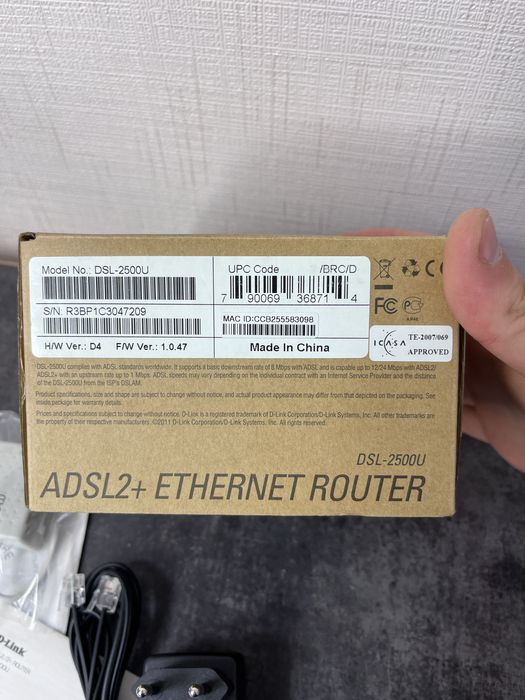 Model No.: DSL-2500U
UPC Code /BRC/D
7 90069 36871 4
S/N: R3BP1C3047209
MAC ID:CCB255583098
H/W Ver.: D4 F/W Ver.: 1.0.47
Made In China
FC
ICASA
TE-2007/069
APPROVED
DSL-2500U complies with ADSL standards worldwide. It supports a basic downstream rate of 8 Mbps with ADSL and is capable up to 12/24 Mbps with ADSL2/
ADSL2+ with an upstream rate up to 1 Mbps. ADSL speeds may vary depending on the individual contract with an Internet Service Provider and the distance
of the DSL-2500U from the ISP's DSLAM.
Product specifications, size and shape are subject to change without notice, and actual product appearance may differ from that depicted on the packaging. See
inside package for warranty details.
Prices and specifications subject to change without notice. D-Link is a registered trademark of D-Link Corporation/D-Link Systems, Inc. All other trademarks are
the property of their respective manufacturers. ©2011 D-Link Corporation/D-Link Systems, Inc. All rights reserved.
DSL-2500U
ADSL2+ ETHERNET ROUTER
D-Link
ROUTER